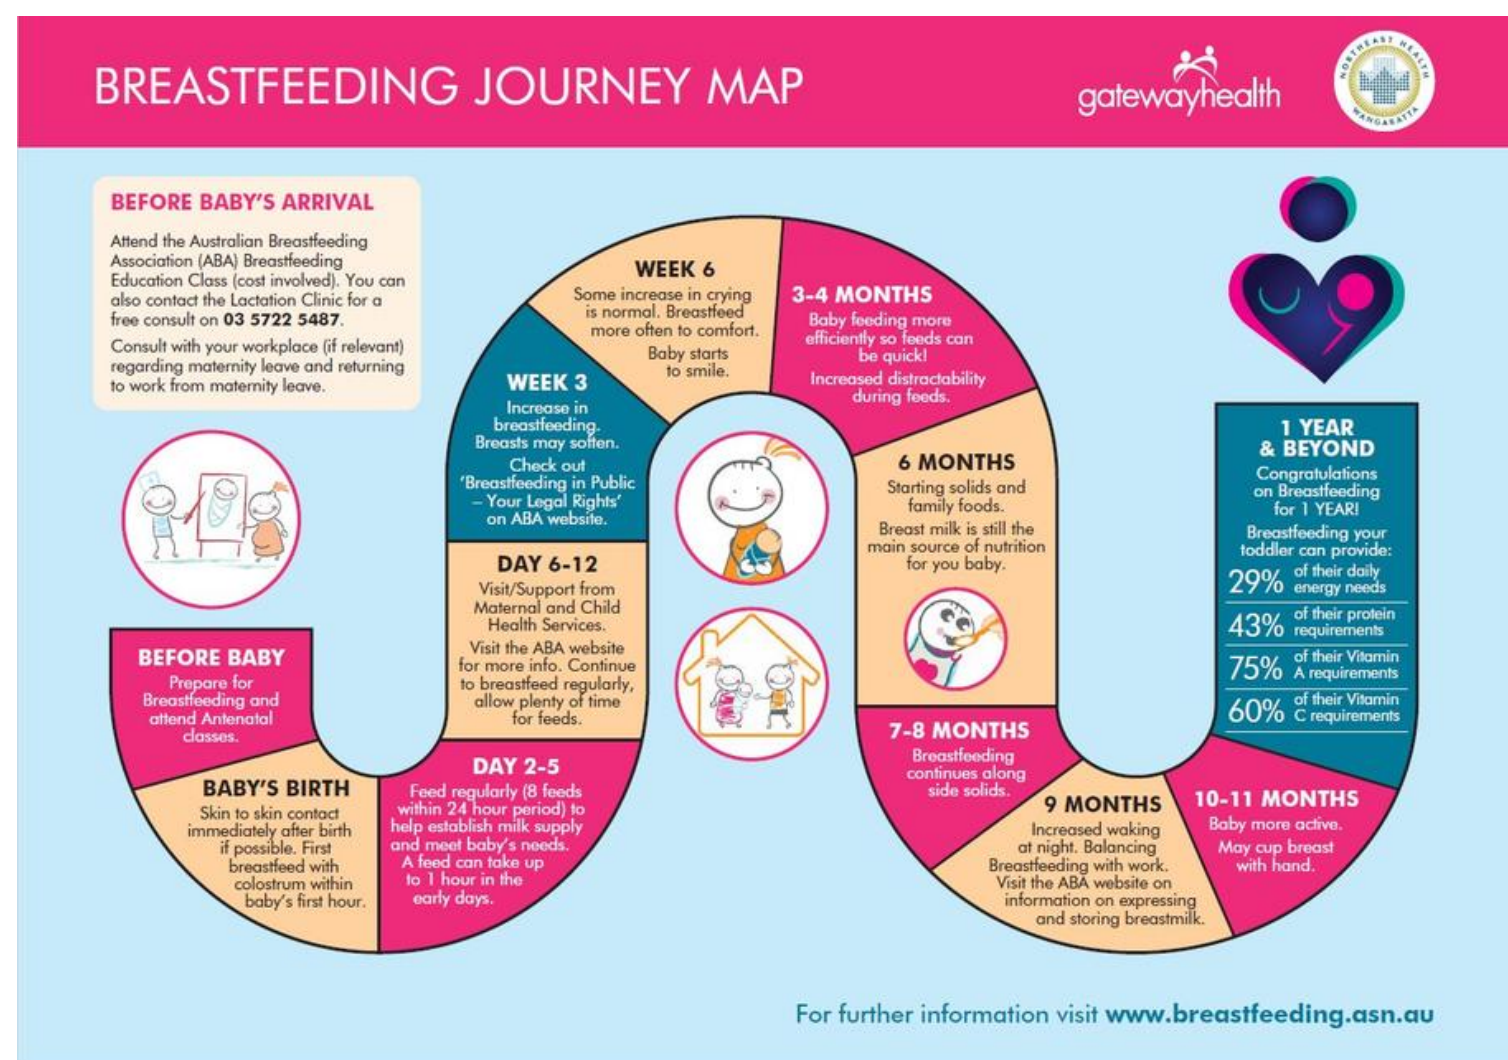 BREASTFEEDING JOURNEY MAP
gatewayhealth
NORTHEAST HEALTH
WANGARATTA
BEFORE BABY'S ARRIVAL
Attend the Australian Breastfeeding
Association (ABA) Breastfeeding
Education Class (cost involved). You can
also contact the Lactation Clinic for a
free consult on 03 5722 5487.
Consult with your workplace (if relevant)
regarding maternity leave and returning
to work from maternity leave.
BEFORE BABY
Prepare for
Breastfeeding and
attend Antenatal
classes.
BABY'S BIRTH
Skin to skin contact
immediately after birth
if possible. First
breastfeed with
colostrum within
baby's first hour.
DAY 2-5
Feed regularly (8 feeds
within 24 hour period) to
help establish milk supply
and meet baby's needs.
A feed can take up
to 1 hour in the
early days.
DAY 6-12
Visit/Support from
Maternal and Child
Health Services.
Visit the ABA website
for more info. Continue
to breastfeed regularly,
allow plenty of time
for feeds.
WEEK 3
Increase in
breastfeeding.
Breasts may soften.
Check out
'Breastfeeding in Public
– Your Legal Rights'
on ABA website.
WEEK 6
Some increase in crying
is normal. Breastfeed
more often to comfort.
Baby starts
to smile.
3-4 MONTHS
Baby feeding more
efficiently so feeds can
be quick!
Increased distractability
during feeds.
6 MONTHS
Starting solids and
family foods.
Breast milk is still the
main source of nutrition
for you baby.
7-8 MONTHS
Breastfeeding
continues along
side solids.
9 MONTHS
Increased waking
at night. Balancing
Breastfeeding with work.
Visit the ABA website on
information on expressing
and storing breastmilk.
10-11 MONTHS
Baby more active.
May cup breast
with hand.
1 YEAR
& BEYOND
Congratulations
on Breastfeeding
for 1 YEAR!
Breastfeeding your
toddler can provide:
29% of their daily
energy needs
43% of their protein
requirements
75% of their Vitamin
A requirements
60% of their Vitamin
C requirements
For further information visit www.breastfeeding.asn.au